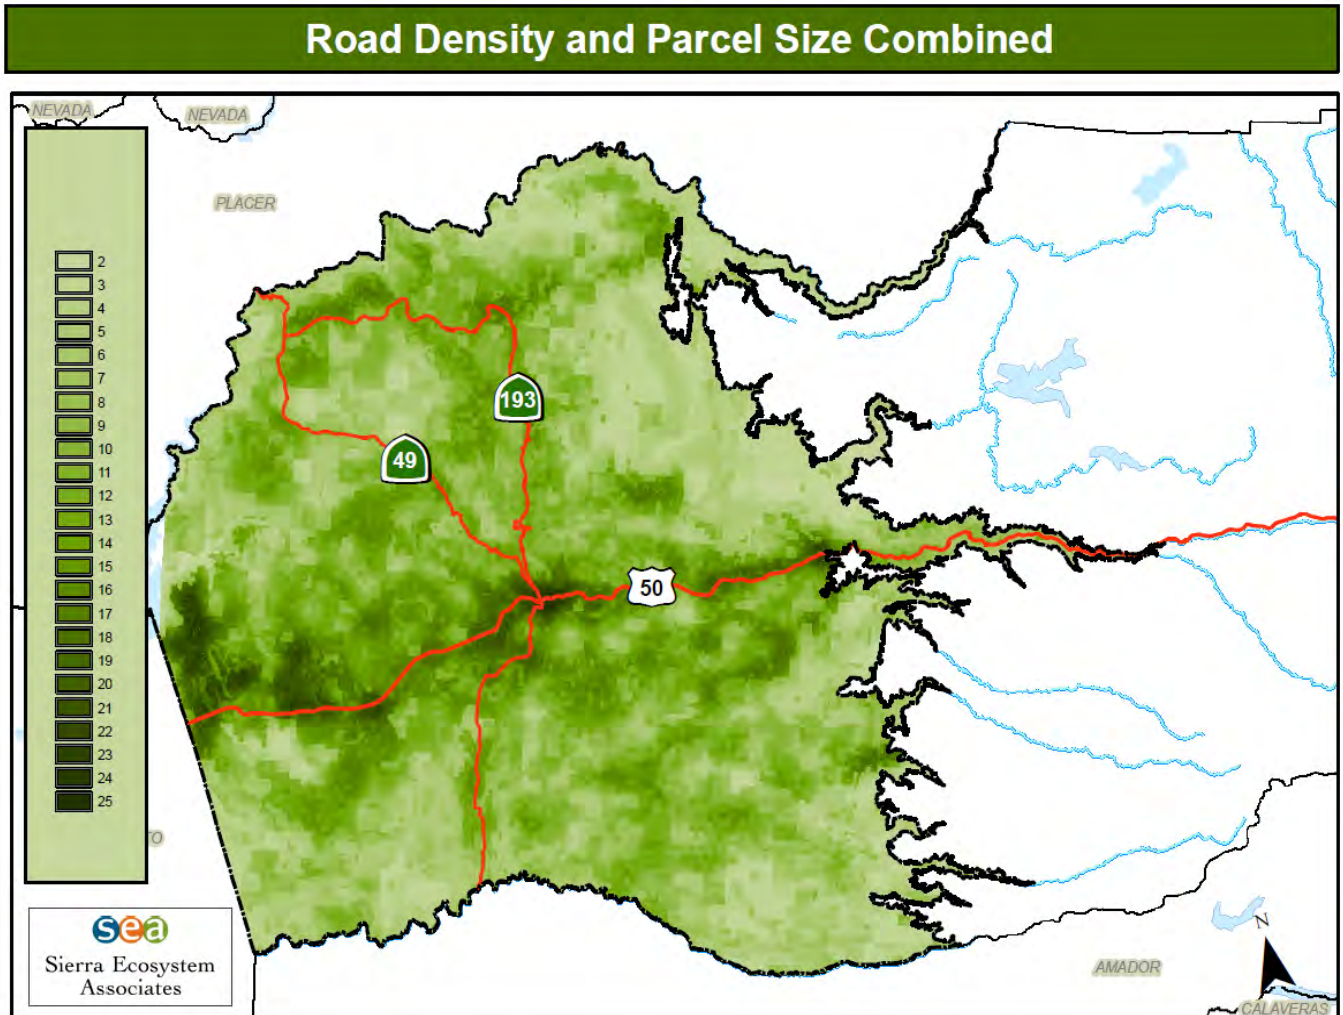 Road Density and Parcel Size Combined
NEVADA
NEVADA
PLACER
2
3
4
5
6
7
8
9
10
11
12
13
14
15
16
17
18
19
20
21
22
23
24
25
193
49
50
TO
sea
Sierra Ecosystem
Associates
N
AMADOR
CALAVERAS